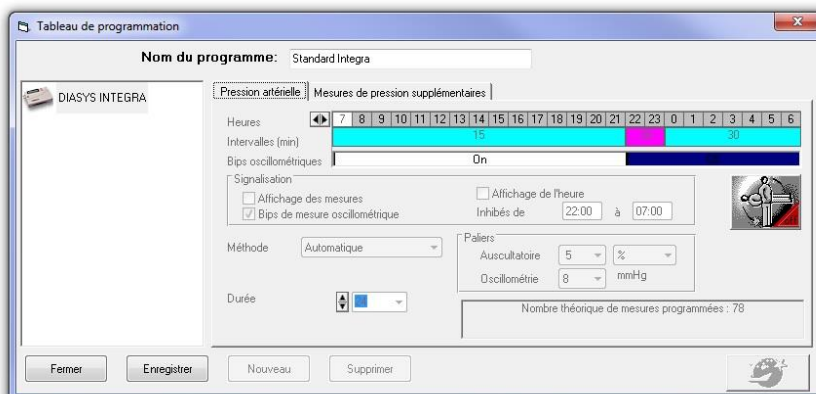 Tableau de programmation
Nom du programme: Standard Integra
DIASYS INTEGRA
Pression artérielle Mesures de pression supplémentaires
Heures 7 8 9 10 11 12 13 14 15 16 17 18 19 20 21 22 23 0 1 2 3 4 5 6
Intervalles (min) 15 30
Bips oscillométriques On
Signalisation
Affichage des mesures Affichage de l'heure
Bips de mesure oscillométrique Inhibés de 22:00 à 07:00
Méthode Automatique
Paliers
Auscultatoire 5 %
Oscillométrie 8 mmHg
Durée
Nombre théorique de mesures programmées : 78
Fermer Enregistrer Nouveau Supprimer